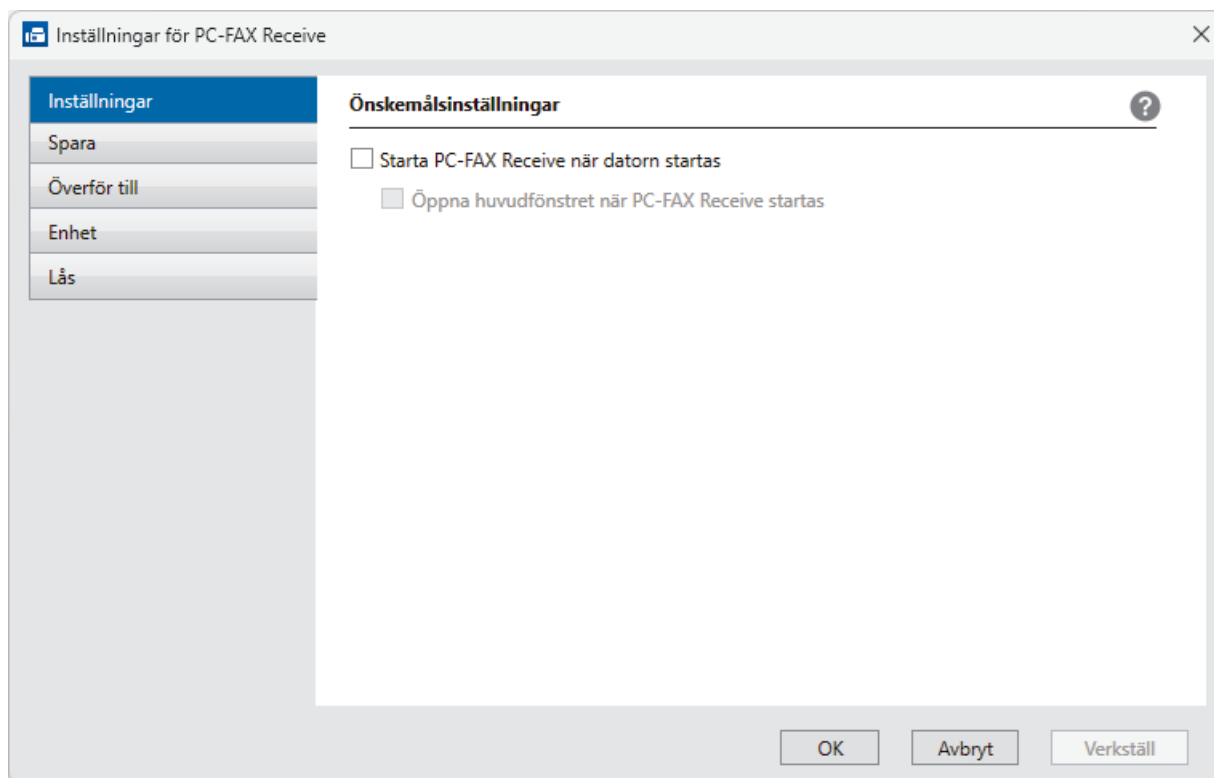 Inställningar för PC-FAX Receive
Inställningar
Spara
Överför till
Enhet
Lås
Önskemålsinställningar
?
Starta PC-FAX Receive när datorn startas
Öppna huvudfönstret när PC-FAX Receive startas
OK
Avbryt
Verkställ